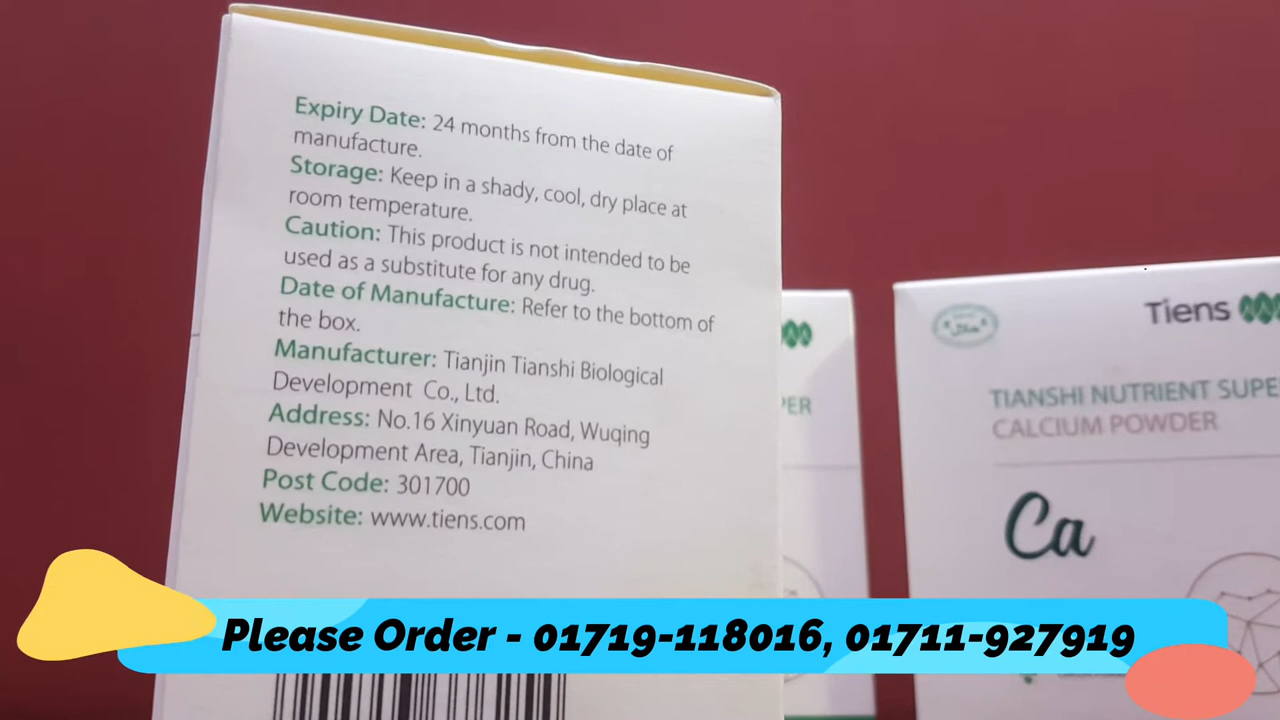 Expiry Date: 24 months from the date of
manufacture.
Storage: Keep in a shady, cool, dry place at
room temperature.
Caution: This product is not intended to be
used as a substitute for any drug.
Date of Manufacture: Refer to the bottom of
the box.
Manufacturer: Tianjin Tianshi Biological
Development Co., Ltd.
Address: No.16 Xinyuan Road, Wuqing
Development Area, Tianjin, China
Post Code: 301700
Website: www.tiens.com
PER
Tiens
TIANSHI NUTRIENT SUPE
CALCIUM POWDER
Ca
Please Order - 01719-118016, 01711-927919